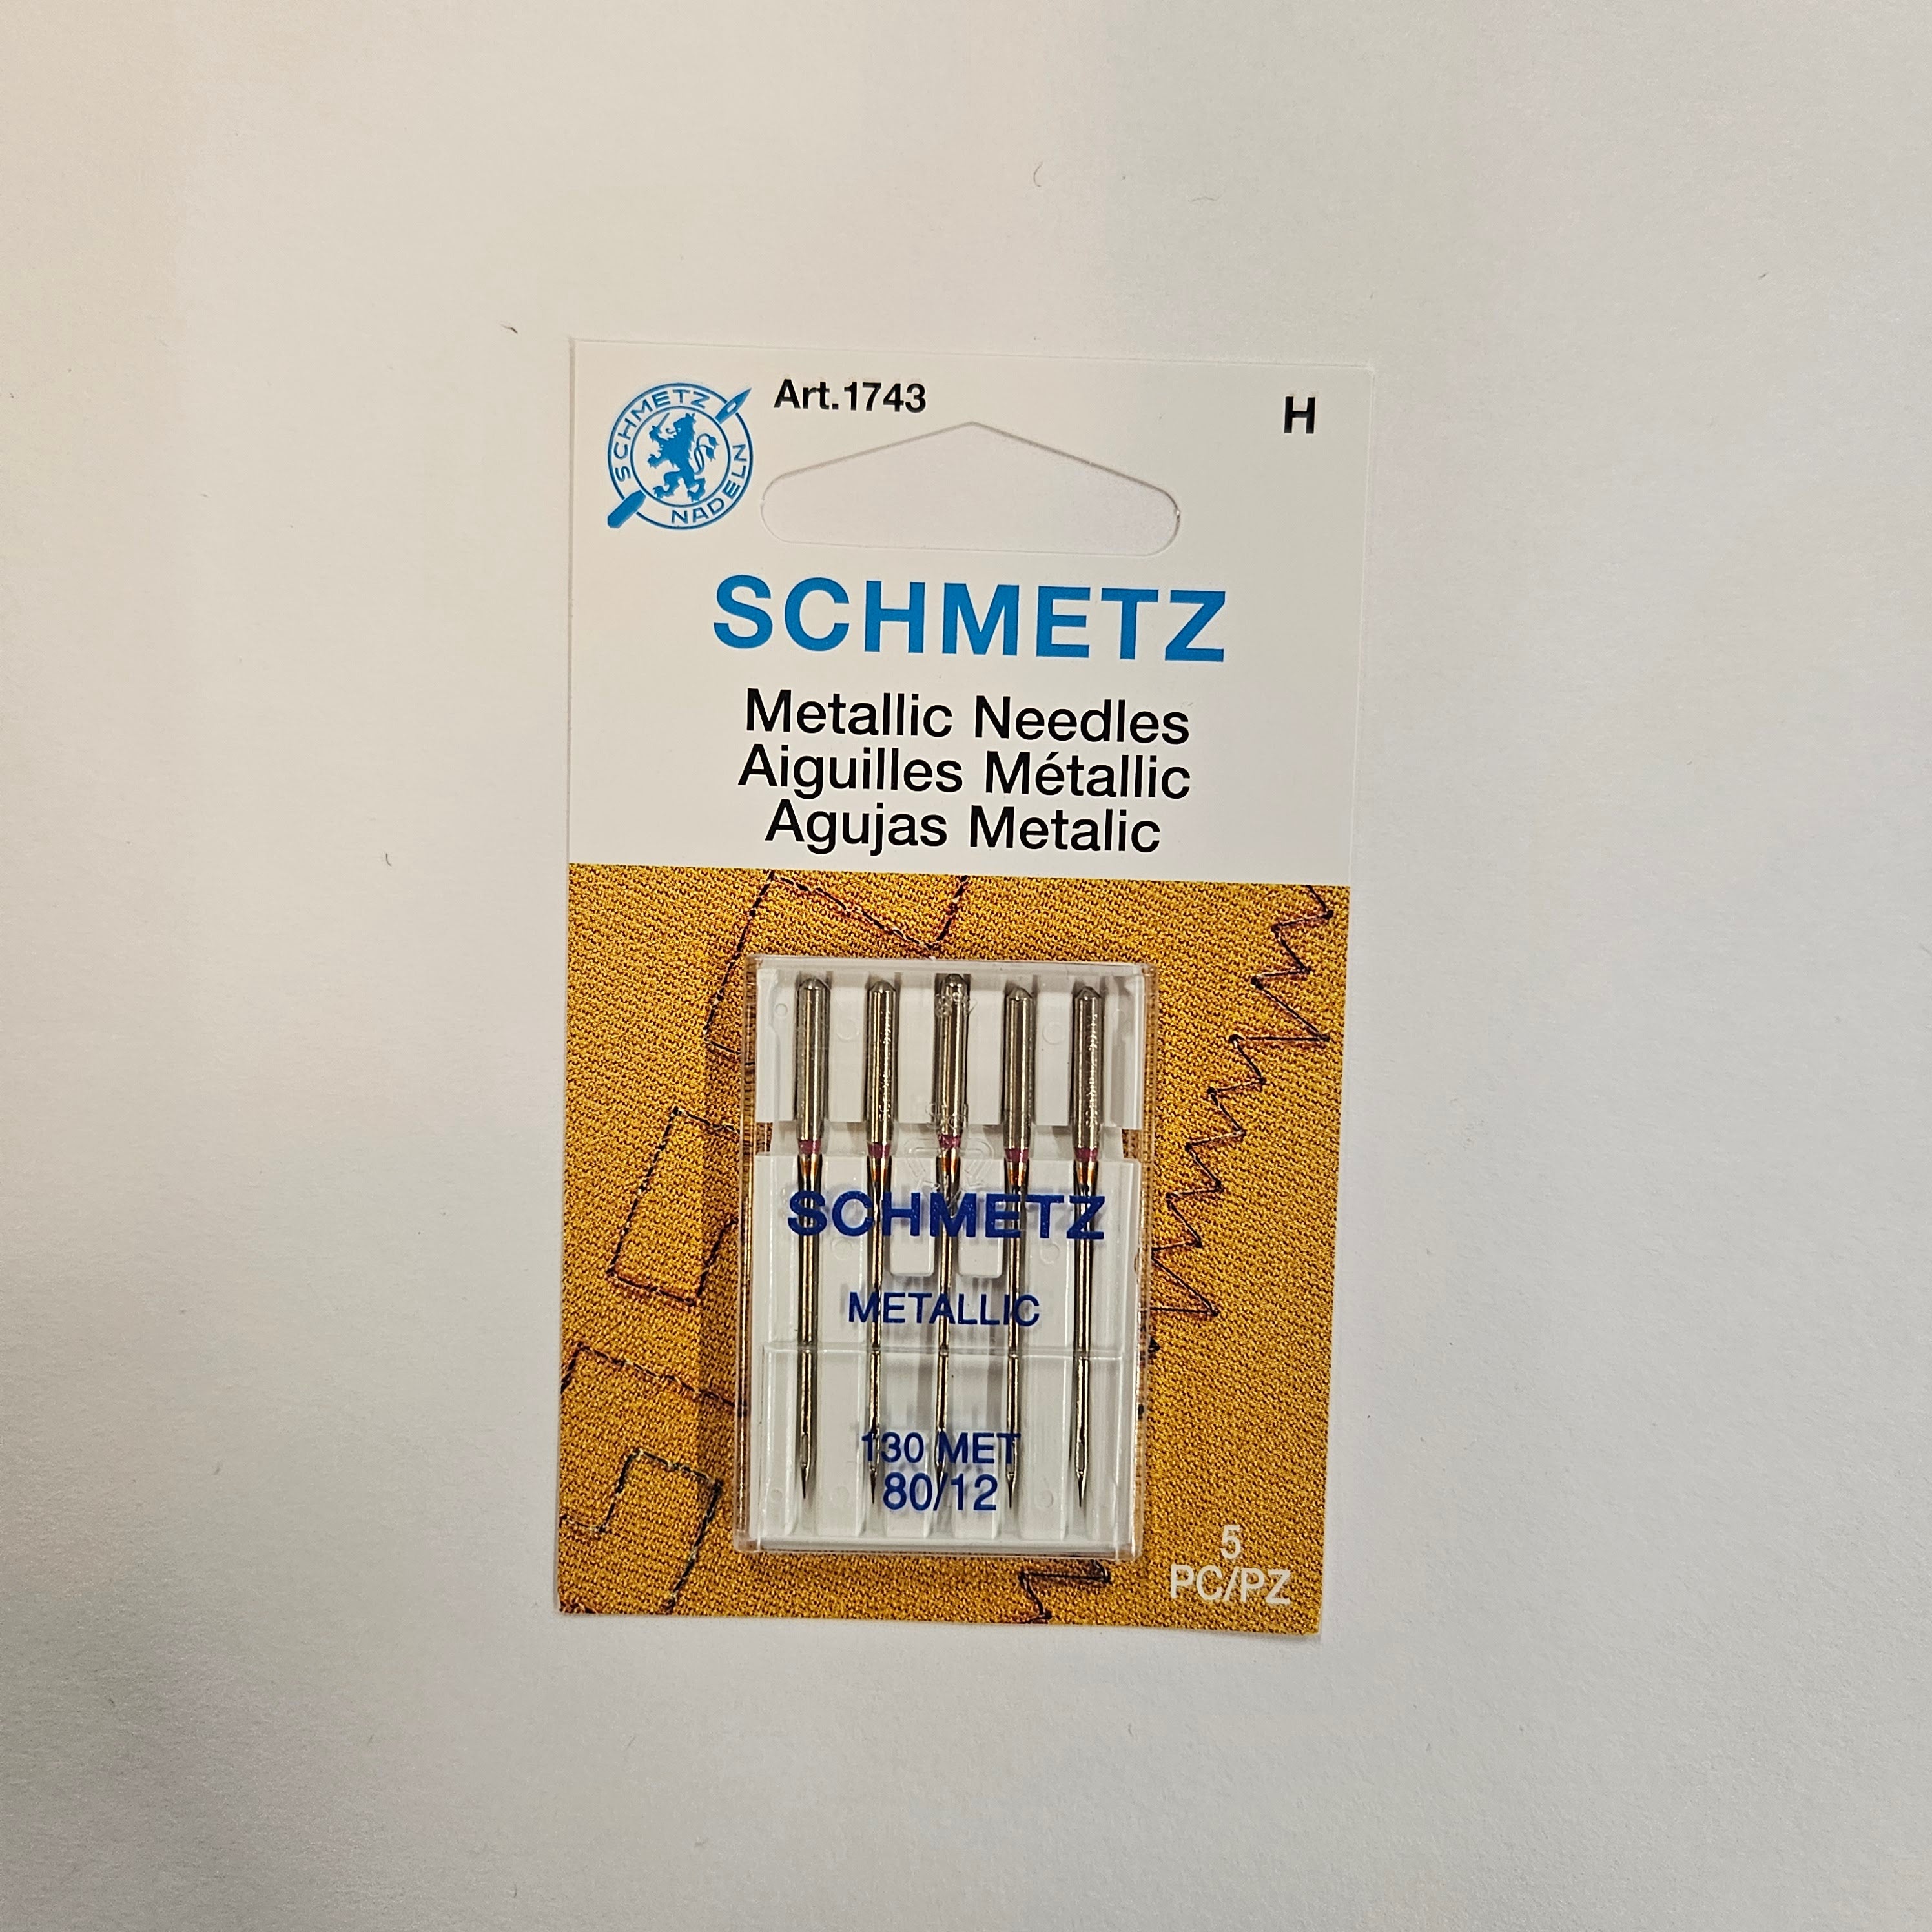 SCHMETZ
NADELN
Art.1743
H
SCHMETZ
Metallic Needles
Aiguilles Métallic
Agujas Metalic
SCHMETZ
METALLIC
130 MET
80/12
5
PC/PZ